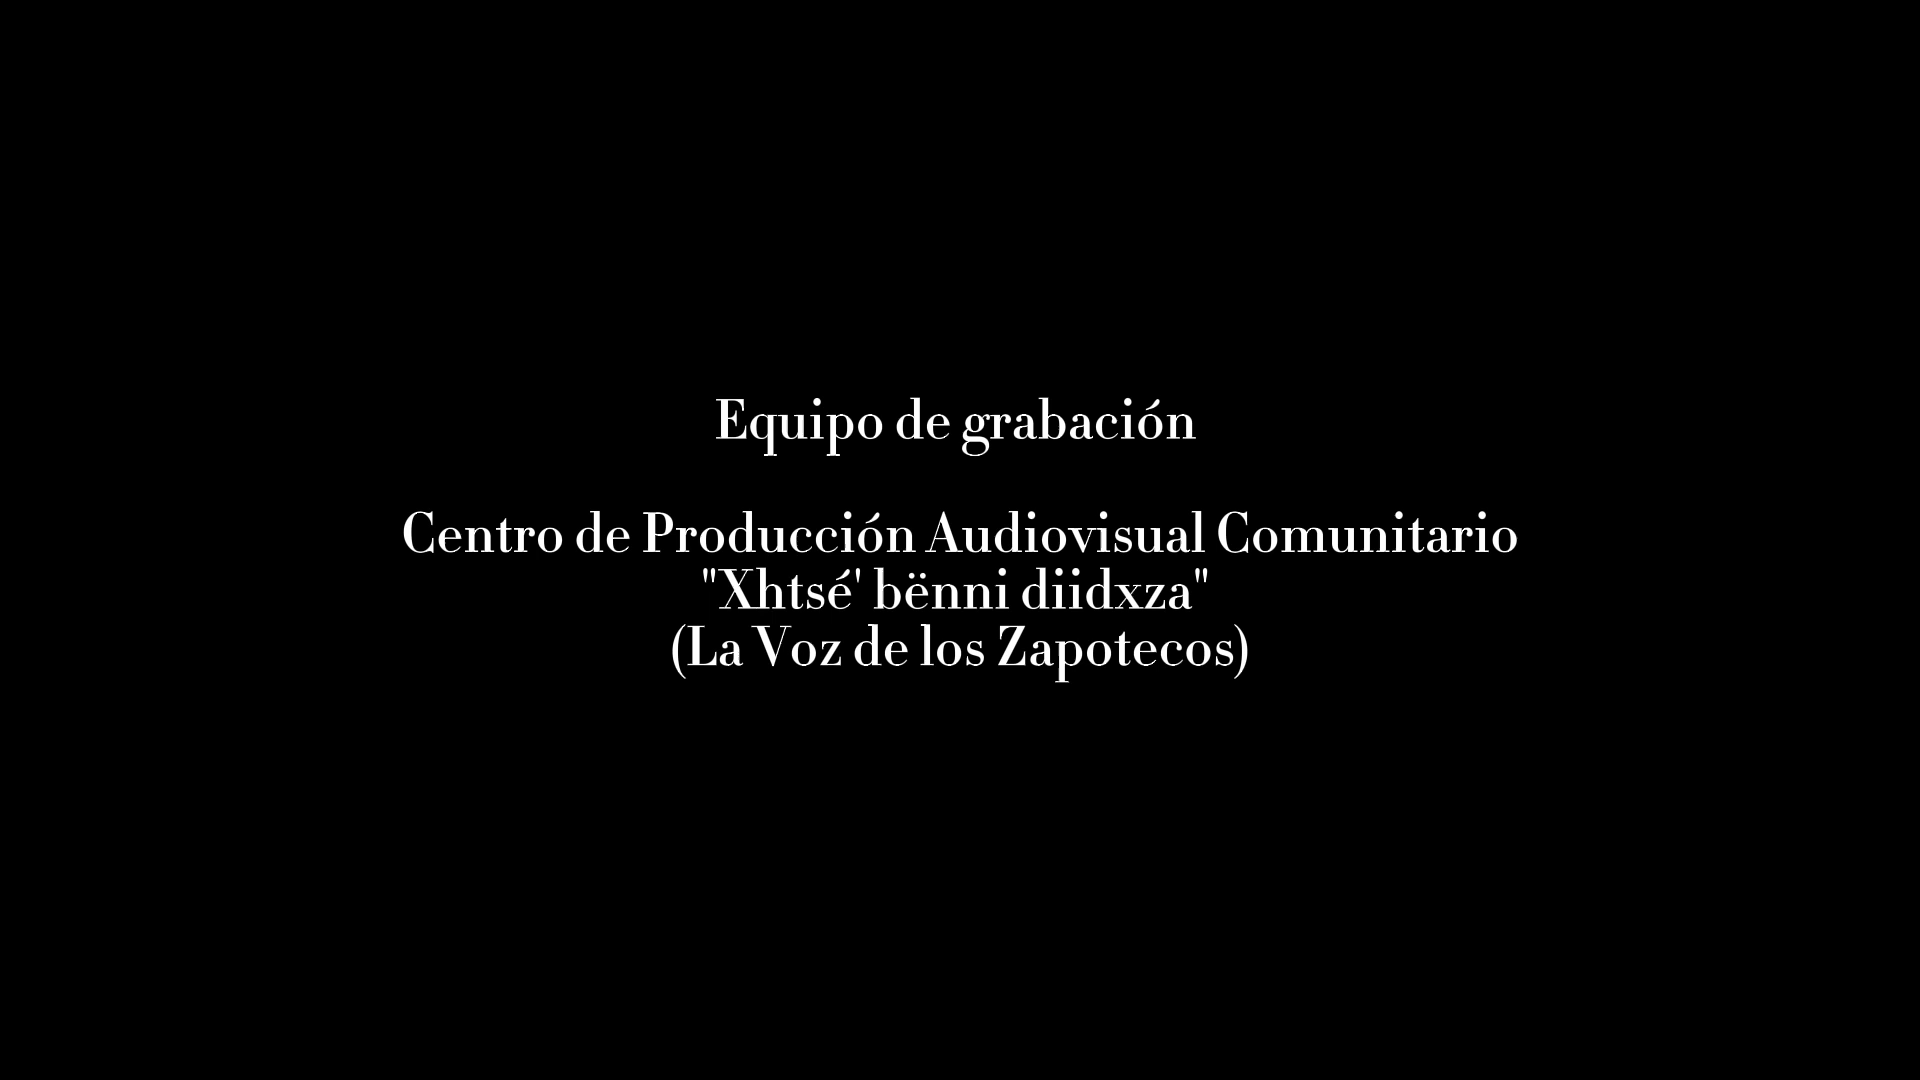 Equipo de grabación
Centro de Producción Audiovisual Comunitario
"Xhtsé' bënni diidxza"
(La Voz de los Zapotecos)